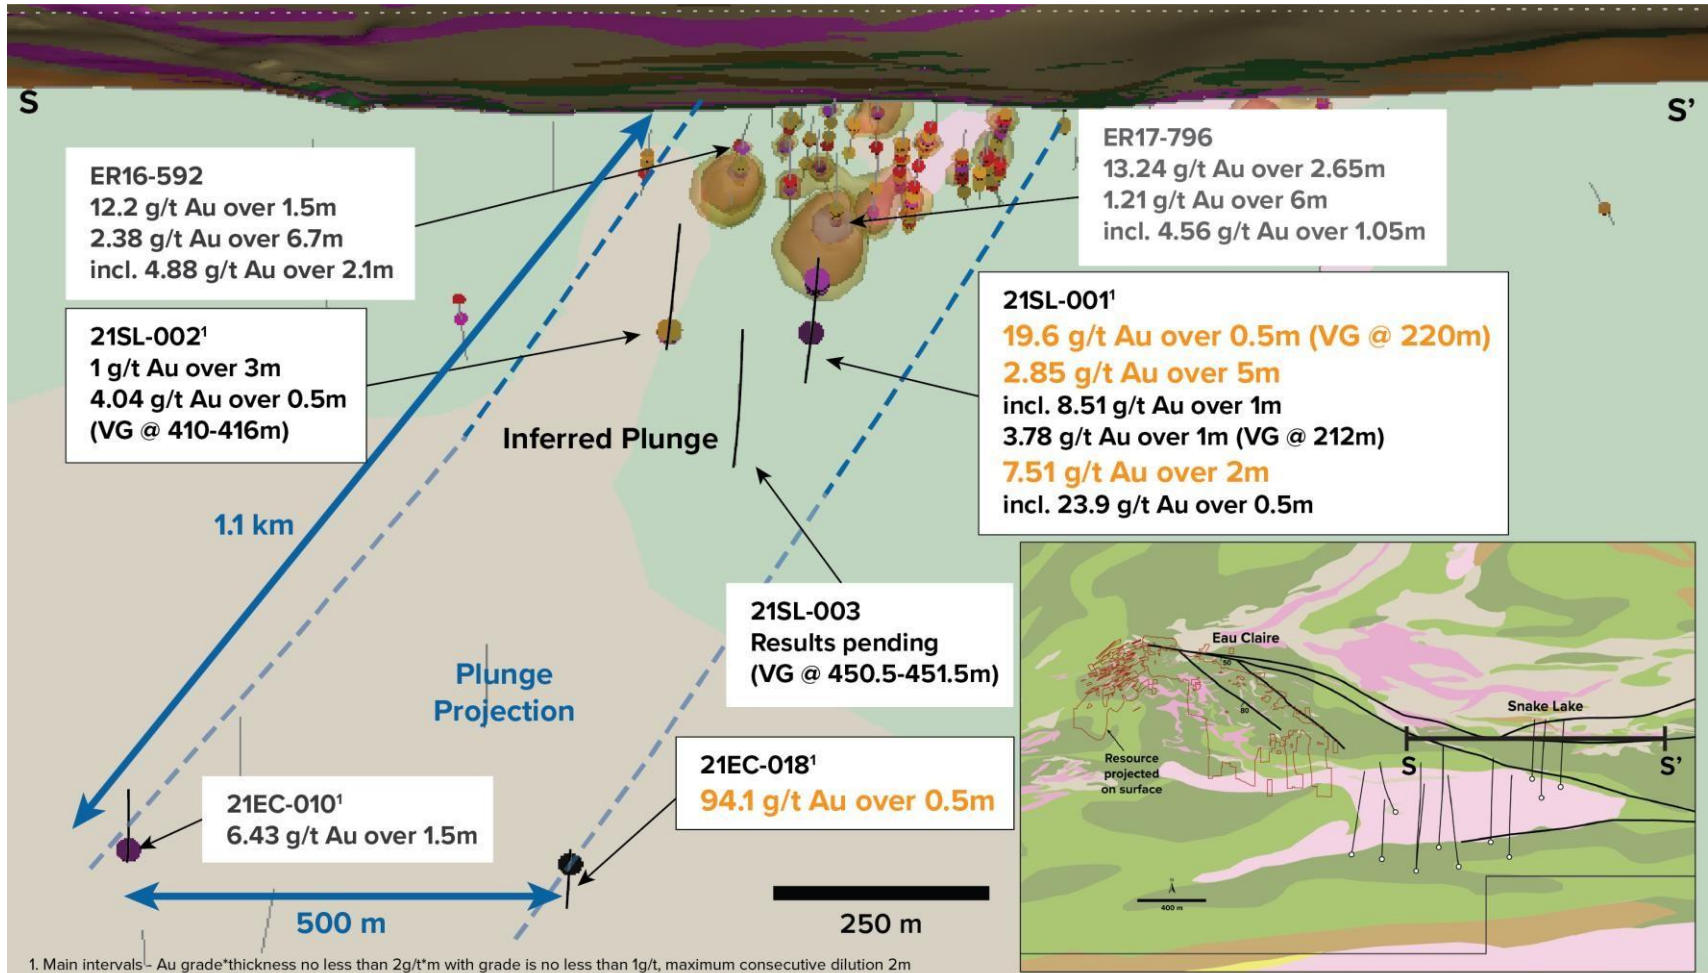 S
S'
ER16-592
12.2 g/t Au over 1.5m
2.38 g/t Au over 6.7m
incl. 4.88 g/t Au over 2.1m
ER17-796
13.24 g/t Au over 2.65m
1.21 g/t Au over 6m
incl. 4.56 g/t Au over 1.05m
21SL-002¹
1 g/t Au over 3m
4.04 g/t Au over 0.5m
(VG @ 410-416m)
21SL-001¹
19.6 g/t Au over 0.5m (VG @ 220m)
2.85 g/t Au over 5m
incl. 8.51 g/t Au over 1m
3.78 g/t Au over 1m (VG @ 212m)
7.51 g/t Au over 2m
incl. 23.9 g/t Au over 0.5m
Inferred Plunge
1.1 km
21SL-003
Results pending
(VG @ 450.5-451.5m)
Plunge
Projection
21EC-018¹
94.1 g/t Au over 0.5m
21EC-010¹
6.43 g/t Au over 1.5m
500 m
250 m
Eau Claire
50
80
Snake Lake
S
S'
Resource
projected
on surface
N
400 m
1. Main intervals - Au grade*thickness no less than 2g/t*m with grade is no less than 1g/t, maximum consecutive dilution 2m